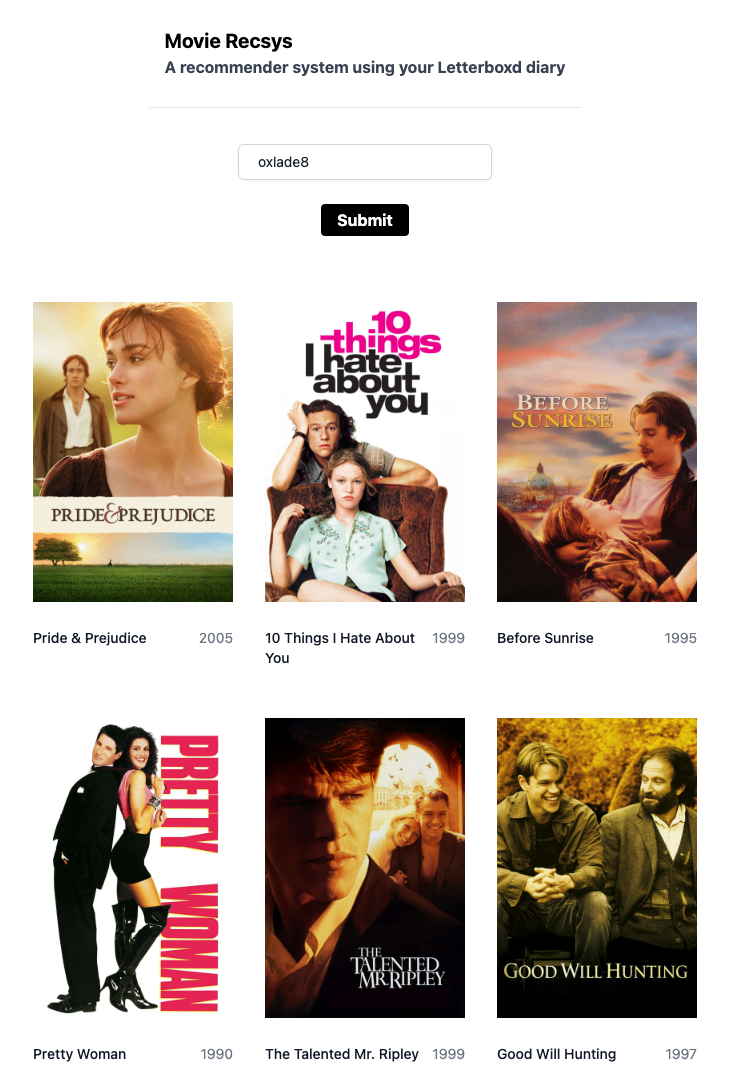 Movie Recsys
A recommender system using your Letterboxd diary
oxlade8
Submit
PRIDE & PREJUDICE
10
things
I hate
about
you
BEFORE
SUNRISE
Pride & Prejudice 2005
10 Things I Hate About 1999
You
Before Sunrise 1995
PRETTY WOMAN
THE
TALENTED
MR. RIPLEY
GOOD WILL HUNTING
Pretty Woman 1990
The Talented Mr. Ripley 1999
Good Will Hunting 1997